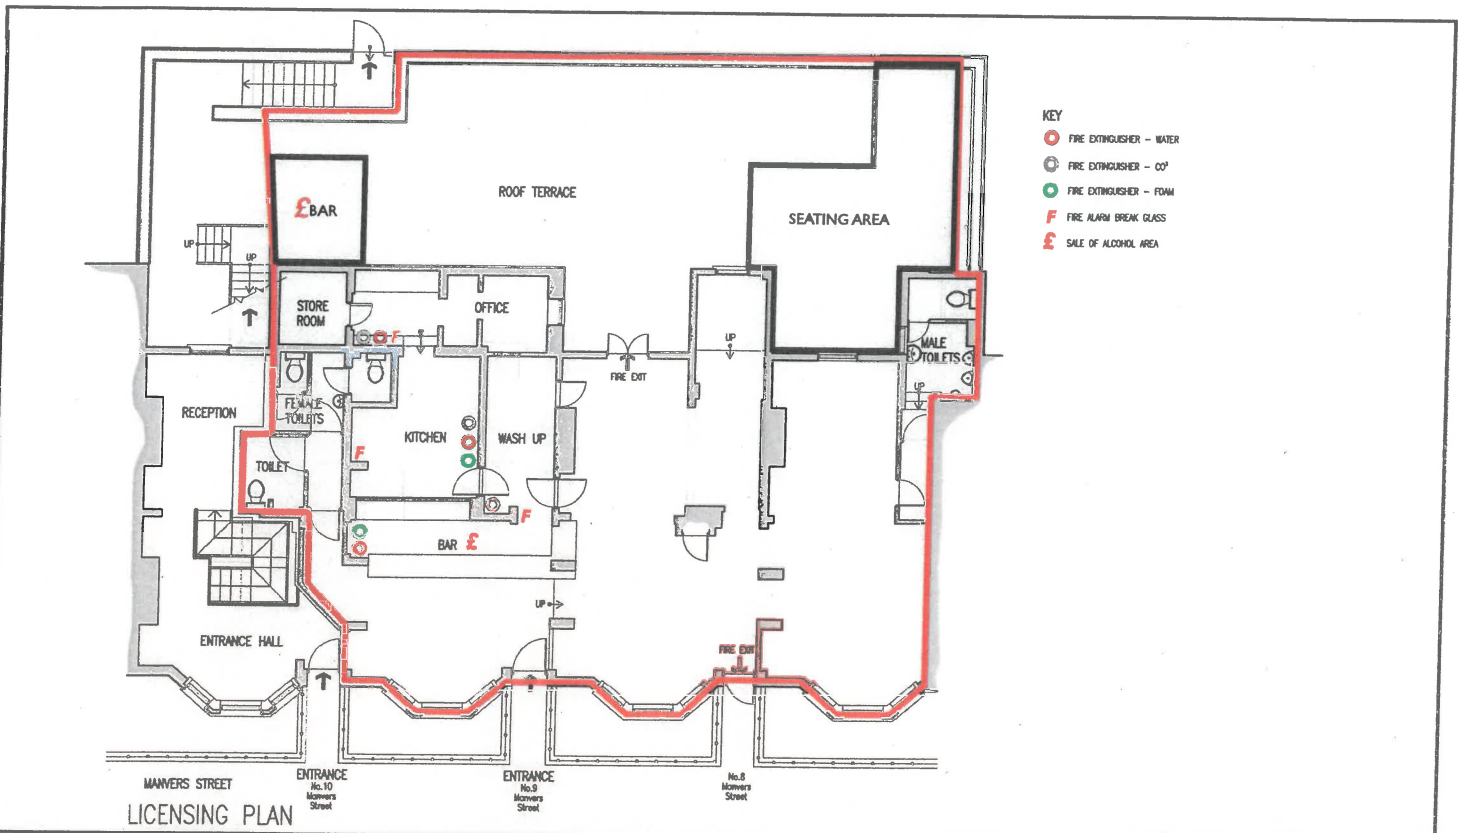 KEY
FIRE EXTINGUISHER - WATER
FIRE EXTINGUISHER - CO²
FIRE EXTINGUISHER - FOAM
F FIRE ALARM BREAK GLASS
£ SALE OF ALCOHOL AREA
ROOF TERRACE
£ BAR
SEATING AREA
UP
UP
STORE
ROOM
OFFICE
F
UP
FIRE EXIT
MALE
TOILETS
UP
RECEPTION
FEMALE
TOILETS
KITCHEN
WASH UP
F
TOILET
F
BAR £
UP
ENTRANCE HALL
FIRE EXIT
MANVERS STREET
ENTRANCE
No.10
Manvers
Street
ENTRANCE
No.9
Manvers
Street
No.8
Manvers
Street
LICENSING PLAN